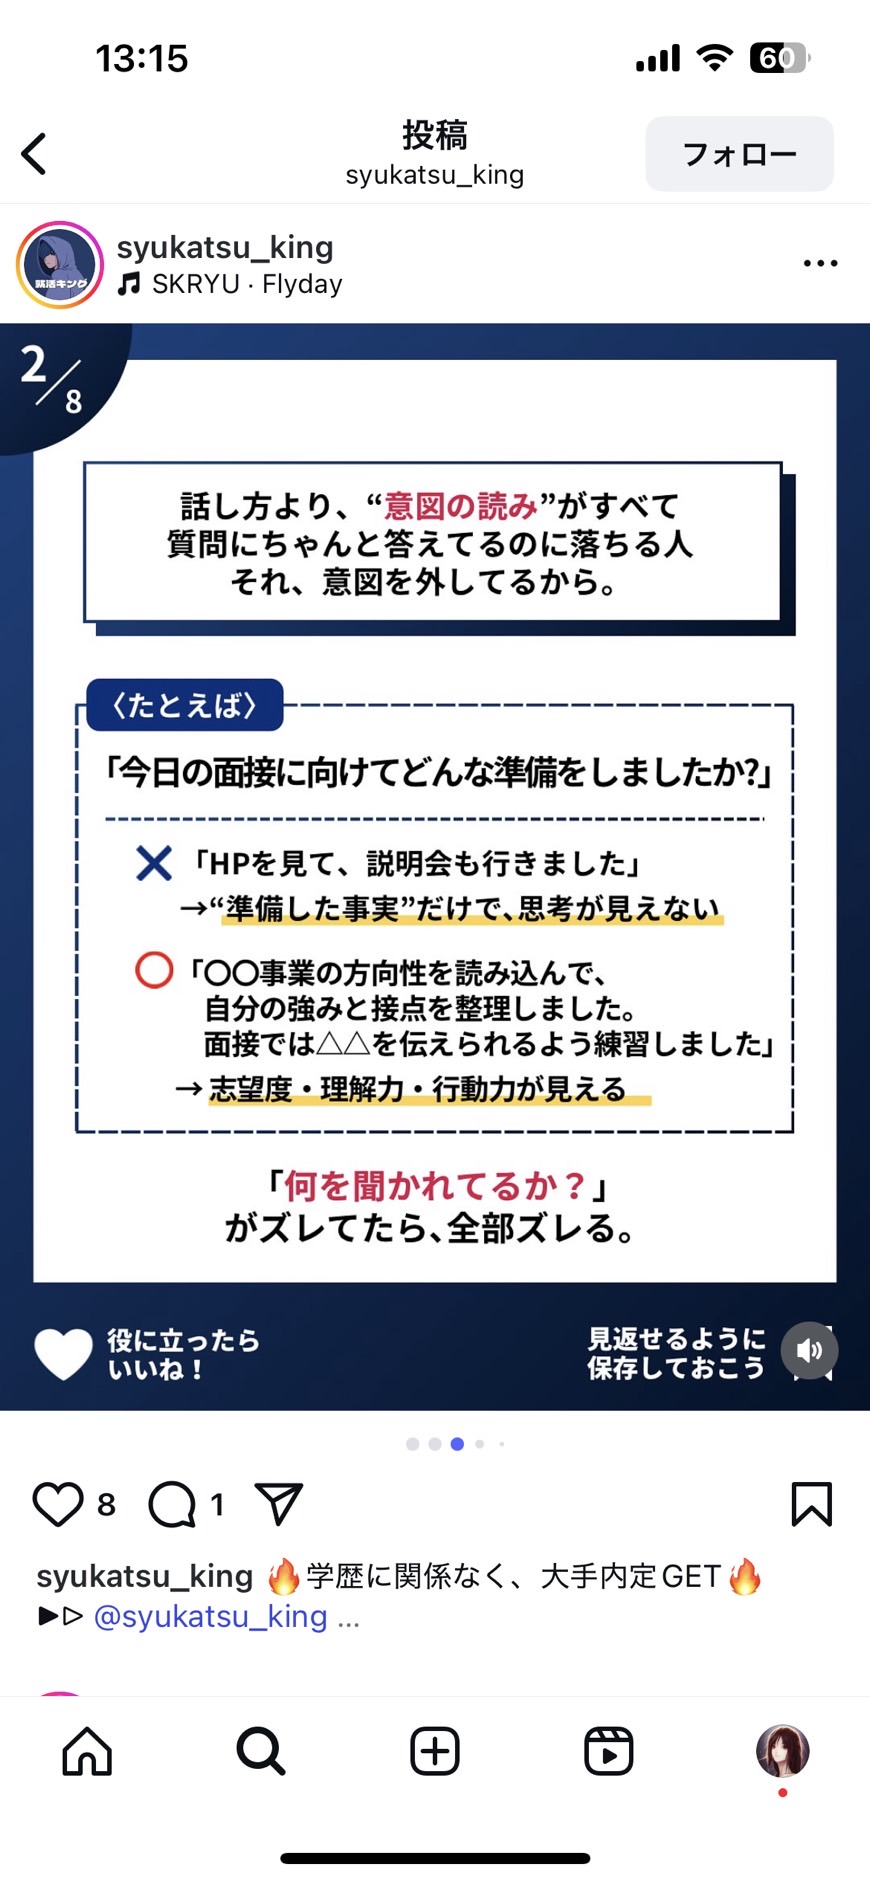 13:15
60
投稿
syukatsu_king
フォロー
syukatsu_king
SKRYU · Flyday
就活キング
2/8
話し方より、“意図の読み”がすべて
質問にちゃんと答えてるのに落ちる人
それ、意図を外してるから。
〈たとえば〉
「今日の面接に向けてどんな準備をしましたか?」
✕「HPを見て、説明会も行きました」
→“準備した事実”だけで、思考が見えない
〇「〇〇事業の方向性を読み込んで、
自分の強みと接点を整理しました。
面接では△△を伝えられるよう練習しました」
→志望度・理解力・行動力が見える
「何を聞かれてるか？」
がズレてたら、全部ズレる。
役に立ったら
いいね！
見返せるように
保存しておこう
8
1
syukatsu_king 🔥学歴に関係なく、大手内定GET🔥
▶▷ @syukatsu_king ...